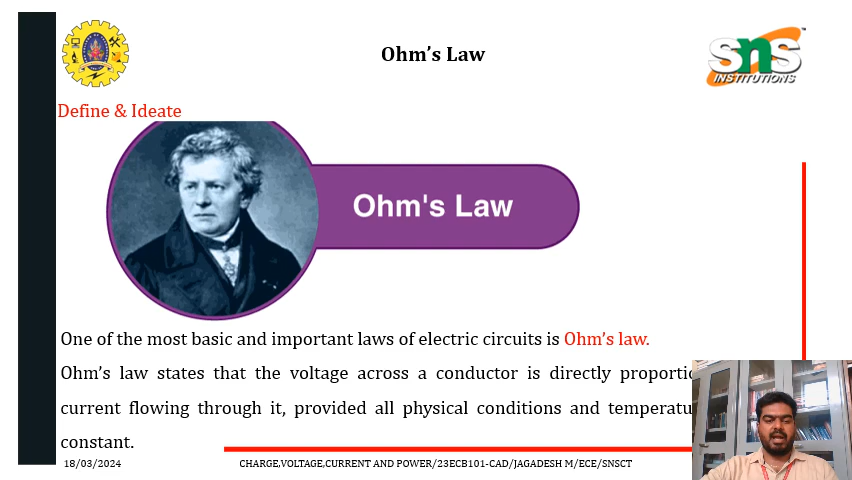 Ohm's Law
SNS
INSTITUTIONS
Define & Ideate
Ohm's Law
One of the most basic and important laws of electric circuits is Ohm's law.
Ohm's law states that the voltage across a conductor is directly
current flowing through it, provided all physical conditions and
constant.
18/03/2024
CHARGE,VOLTAGE,CURRENT AND POWER/23ECB101-CAD/JAGADESH M/ECE/SNSCT